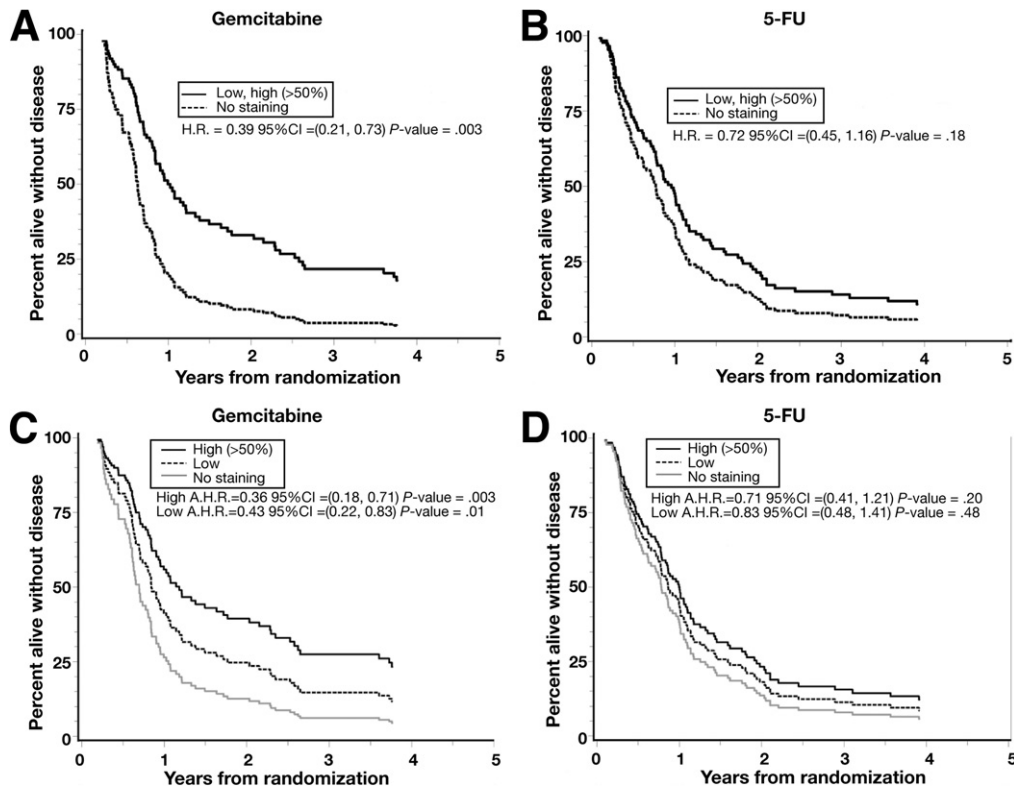 A
Gemcitabine
Percent alive without disease
100
75
50
25
0
Low, high (>50%)
No staining
H.R. = 0.39 95%CI =(0.21, 0.73) P-value = .003
0 1 2 3 4 5
Years from randomization
B
5-FU
Percent alive without disease
100
75
50
25
0
Low, high (>50%)
No staining
H.R. = 0.72 95%CI =(0.45, 1.16) P-value = .18
0 1 2 3 4 5
Years from randomization
C
Gemcitabine
Percent alive without disease
100
75
50
25
0
High (>50%)
Low
No staining
High A.H.R.=0.36 95%CI =(0.18, 0.71) P-value = .003
Low A.H.R.=0.43 95%CI =(0.22, 0.83) P-value = .01
0 1 2 3 4 5
Years from randomization
D
5-FU
Percent alive without disease
100
75
50
25
0
High (>50%)
Low
No staining
High A.H.R.=0.71 95%CI =(0.41, 1.21) P-value = .20
Low A.H.R.=0.83 95%CI =(0.48, 1.41) P-value = .48
0 1 2 3 4 5
Years from randomization